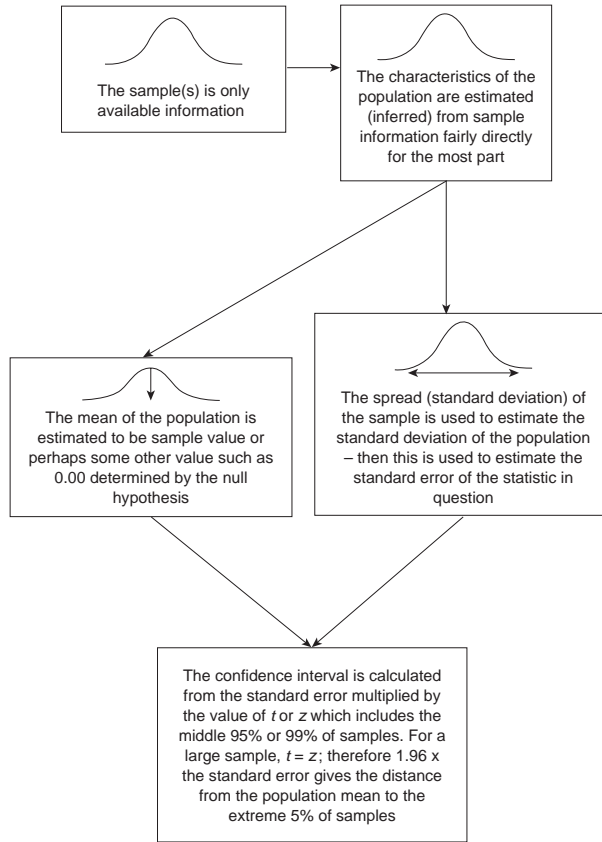 The sample(s) is only
available information
The characteristics of the
population are estimated
(inferred) from sample
information fairly directly
for the most part
The mean of the population is
estimated to be sample value or
perhaps some other value such as
0.00 determined by the null
hypothesis
The spread (standard deviation) of
the sample is used to estimate the
standard deviation of the population
– then this is used to estimate the
standard error of the statistic in
question
The confidence interval is calculated
from the standard error multiplied by
the value of t or z which includes the
middle 95% or 99% of samples. For a
large sample, t = z; therefore 1.96 x
the standard error gives the distance
from the population mean to the
extreme 5% of samples